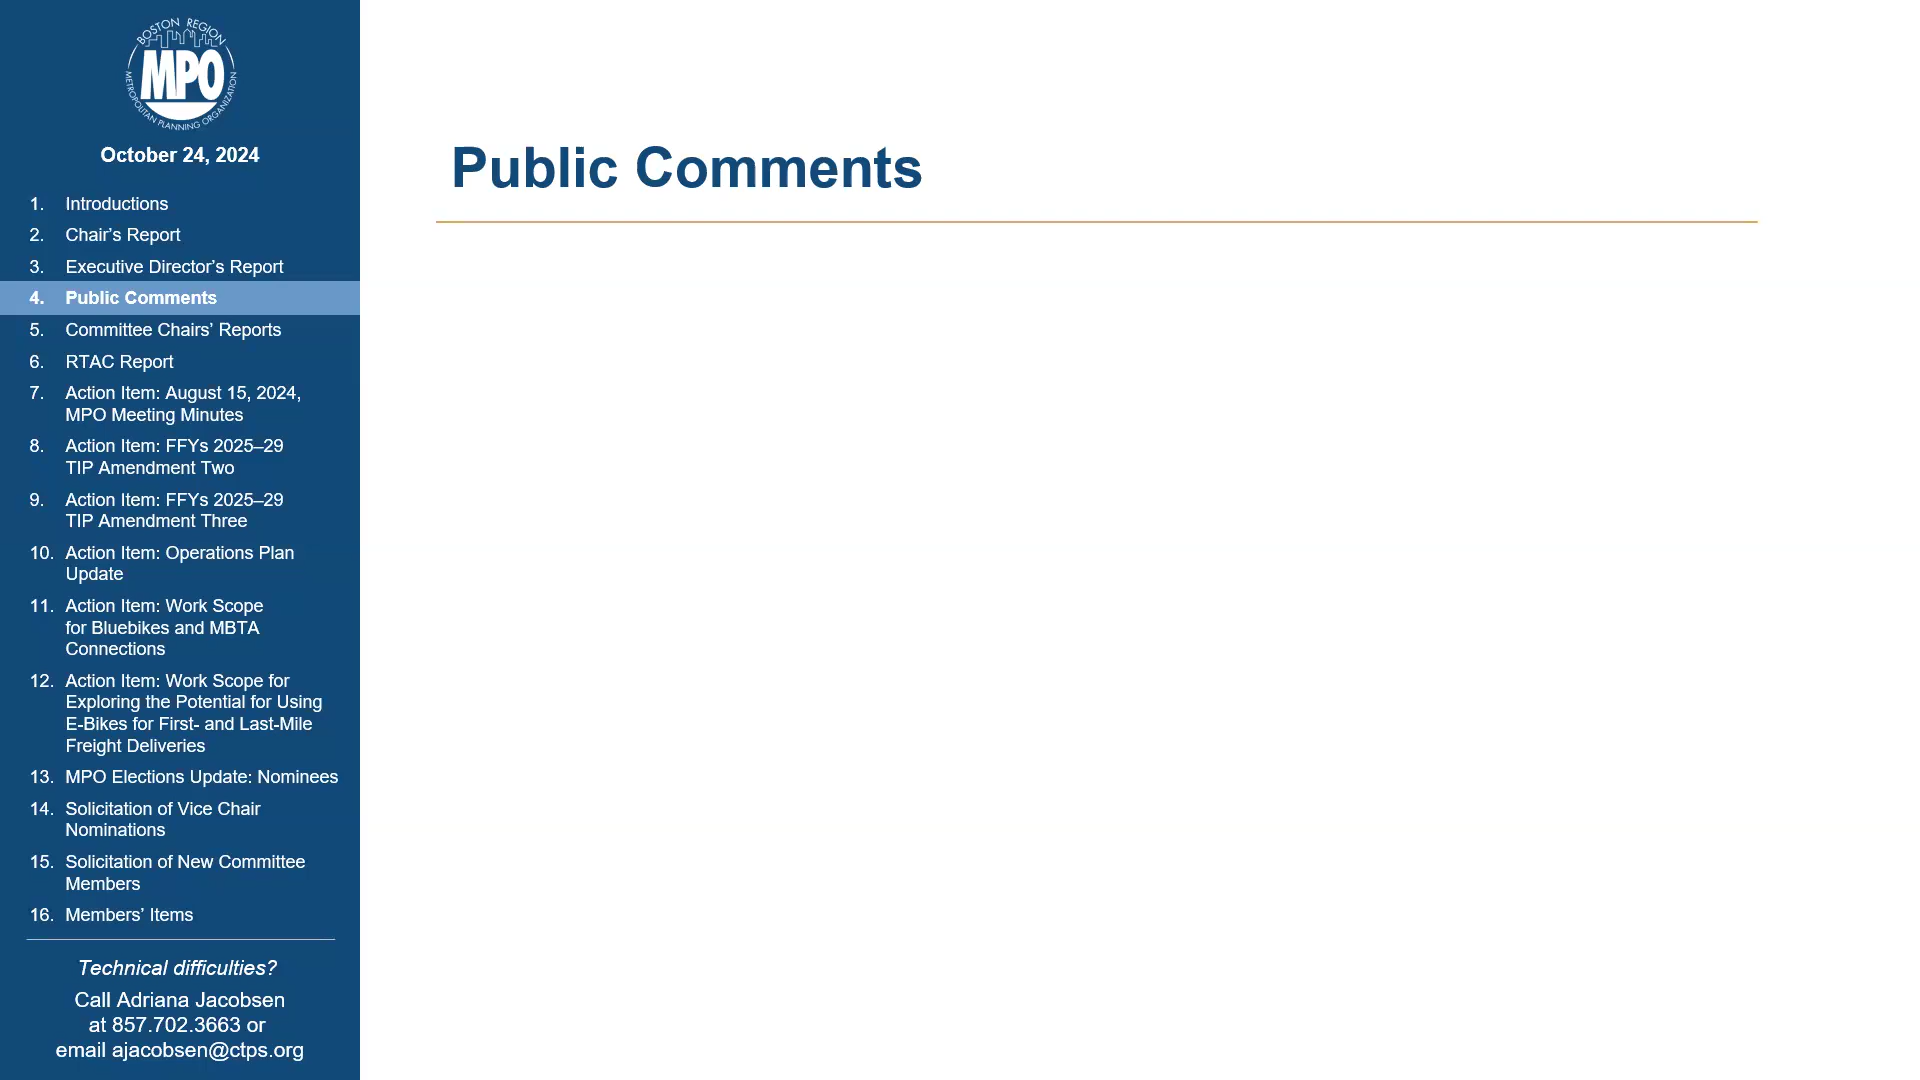 BOSTON REGION
MPO
METROPOLITAN PLANNING ORGANIZATION
October 24, 2024
1. Introductions
2. Chair’s Report
3. Executive Director’s Report
4. Public Comments
5. Committee Chairs’ Reports
6. RTAC Report
7. Action Item: August 15, 2024,
MPO Meeting Minutes
8. Action Item: FFYs 2025–29
TIP Amendment Two
9. Action Item: FFYs 2025–29
TIP Amendment Three
10. Action Item: Operations Plan
Update
11. Action Item: Work Scope
for Bluebikes and MBTA
Connections
12. Action Item: Work Scope for
Exploring the Potential for Using
E-Bikes for First- and Last-Mile
Freight Deliveries
13. MPO Elections Update: Nominees
14. Solicitation of Vice Chair
Nominations
15. Solicitation of New Committee
Members
16. Members’ Items
Technical difficulties?
Call Adriana Jacobsen
at 857.702.3663 or
email ajacobsen@ctps.org
Public Comments